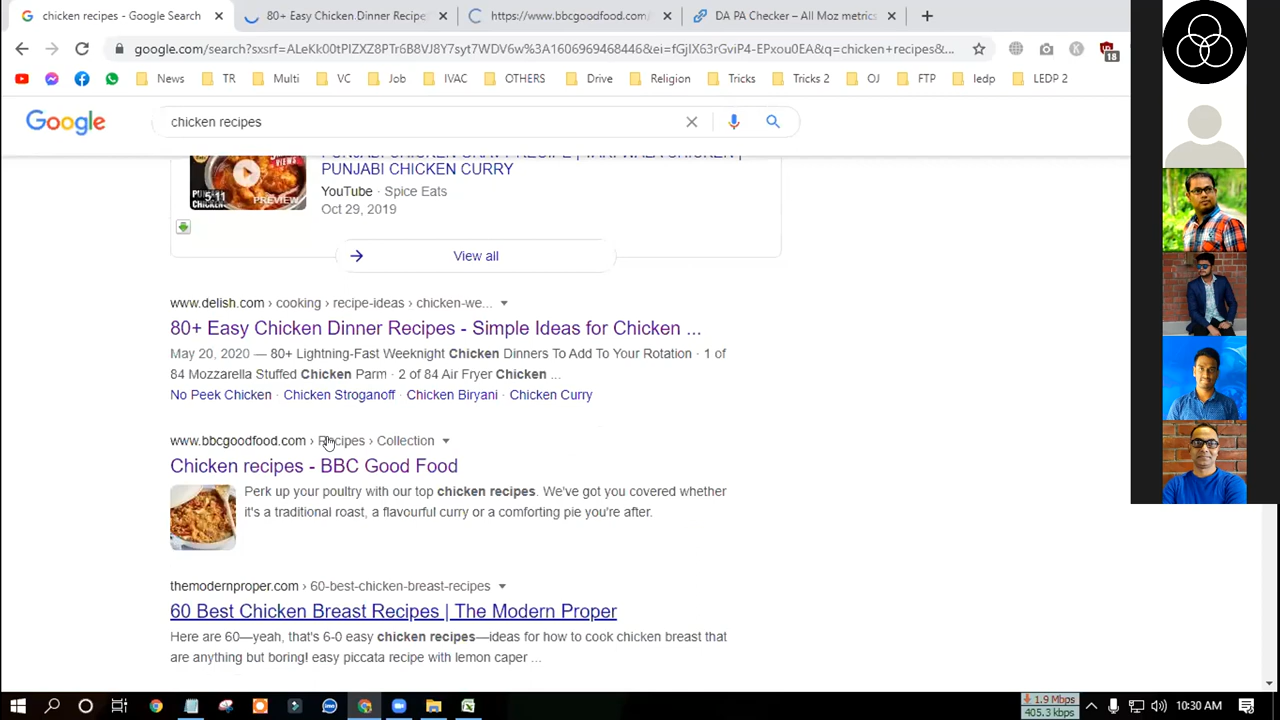 chicken recipes - Google Search
80+ Easy Chicken Dinner Recipe
https://www.bbcgoodfood.com/
DA PA Checker – All Moz metrics
google.com/search?sxsrf=ALeKk00tPIZXZ8PTr6B8VJ8Y7syt7WDV6w%3A1606969468446&ei=fGjIX63rGviP4-EPxou0EA&q=chicken+recipes&...
18
News
TR
Multi
VC
Job
IVAC
OTHERS
Drive
Religion
Tricks
Tricks 2
OJ
FTP
ledp
LEDP 2
Google
chicken recipes
PUNJABI CHICKEN CURRY
5:11
PREVIEW
YouTube · Spice Eats
Oct 29, 2019
View all
www.delish.com › cooking › recipe-ideas › chicken-we...
80+ Easy Chicken Dinner Recipes - Simple Ideas for Chicken ...
May 20, 2020 — 80+ Lightning-Fast Weeknight Chicken Dinners To Add To Your Rotation · 1 of
84 Mozzarella Stuffed Chicken Parm · 2 of 84 Air Fryer Chicken ...
No Peek Chicken · Chicken Stroganoff · Chicken Biryani · Chicken Curry
www.bbcgoodfood.com › Recipes › Collection
Chicken recipes - BBC Good Food
Perk up your poultry with our top chicken recipes. We've got you covered whether
it's a traditional roast, a flavourful curry or a comforting pie you're after.
themodernproper.com › 60-best-chicken-breast-recipes
60 Best Chicken Breast Recipes | The Modern Proper
Here are 60—yeah, that's 6-0 easy chicken recipes—ideas for how to cook chicken breast that
are anything but boring! easy piccata recipe with lemon caper ...
1.9 Mbps
405.3 kbps
10:30 AM